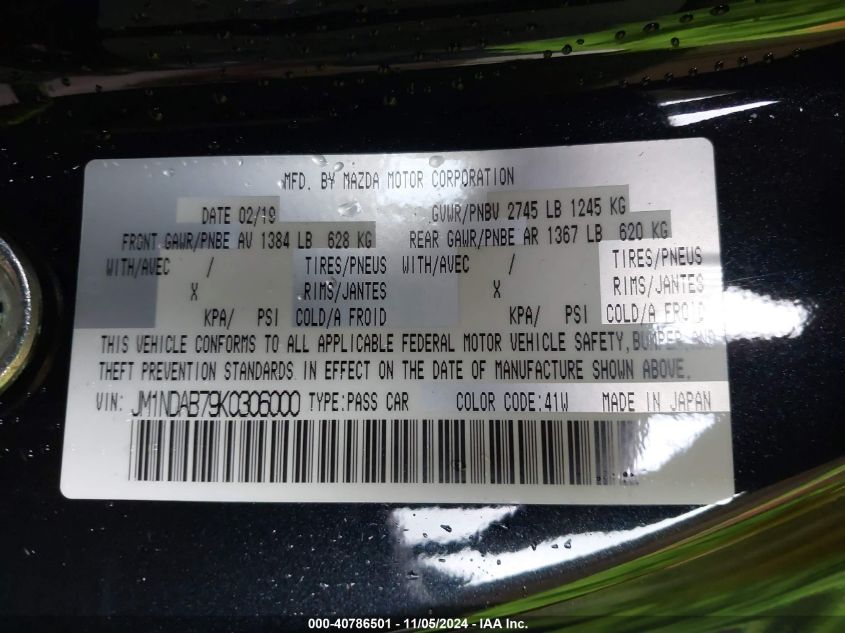 MFD. BY MAZDA MOTOR CORPORATION
DATE 02/19 GVWR/PNBV 2745 LB 1245 KG
FRONT GAWR/PNBE AV 1384 LB 628 KG REAR GAWR/PNBE AR 1367 LB 620 KG
WITH/AVEC / TIRES/PNEUS WITH/AVEC / TIRES/PNEUS
X RIMS/JANTES X RIMS/JANTES
KPA/ PSI COLD/A FROID KPA/ PSI COLD/A FROID
THIS VEHICLE CONFORMS TO ALL APPLICABLE FEDERAL MOTOR VEHICLE SAFETY, BUMPER, AND
THEFT PREVENTION STANDARDS IN EFFECT ON THE DATE OF MANUFACTURE SHOWN ABOVE.
VIN: JM1NDAB79K0306000 TYPE:PASS CAR COLOR CODE:41W MADE IN JAPAN
000-40786501 - 11/05/2024 - IAA Inc.